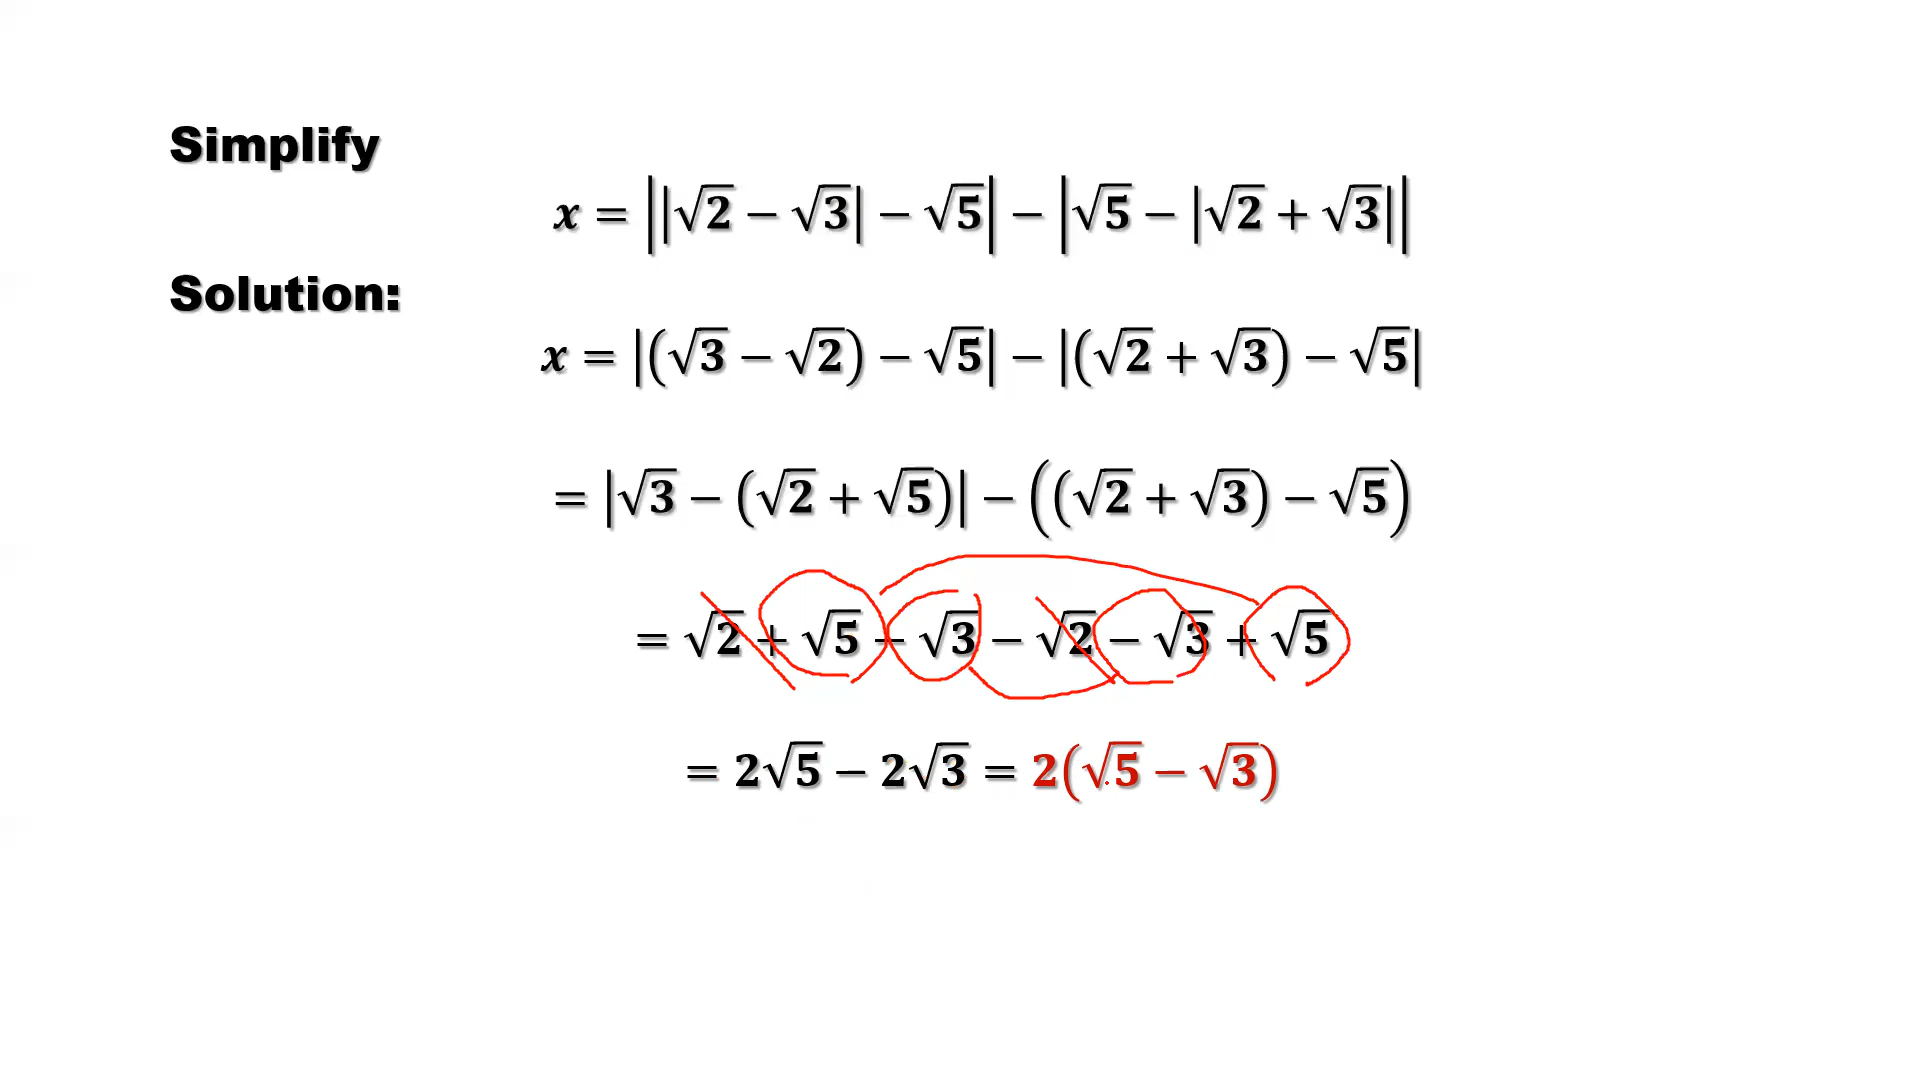 Simplify
x = ||√2 − √3| − √5| − |√5 − |√2 + √3||
Solution:
x = |(√3 − √2) − √5| − |(√2 + √3) − √5|
= |√3 − (√2 + √5)| − ((√2 + √3) − √5)
= √2 + √5 − √3 − √2 − √3 + √5
= 2√5 − 2√3 = 2(√5 − √3)